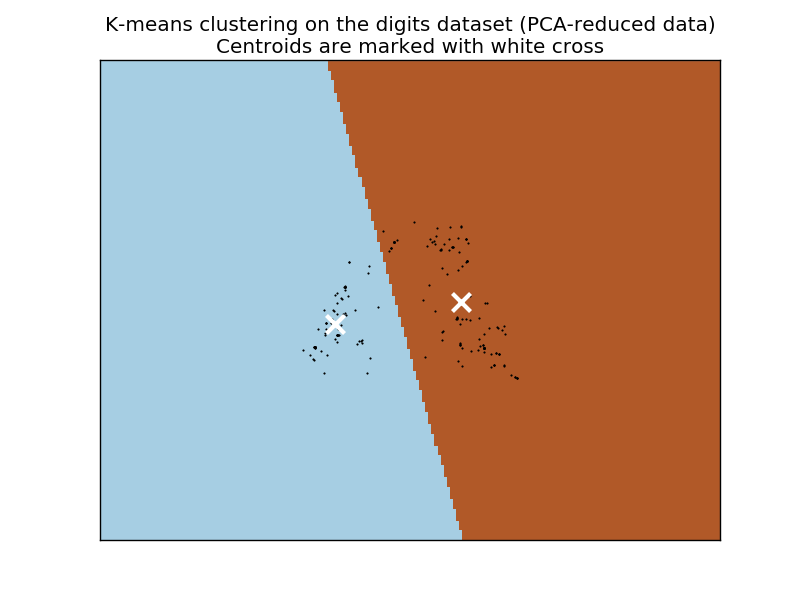 K-means clustering on the digits dataset (PCA-reduced data)
Centroids are marked with white cross